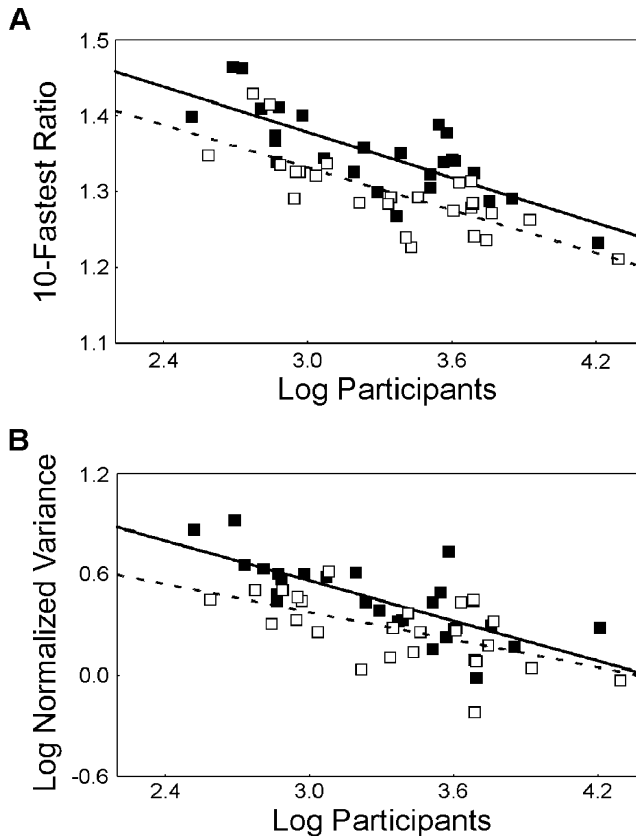 A
10-Fastest Ratio
1.5
1.4
1.3
1.2
1.1
2.4 3.0 3.6 4.2
Log Participants
B
Log Normalized Variance
1.2
0.6
0.0
-0.6
2.4 3.0 3.6 4.2
Log Participants